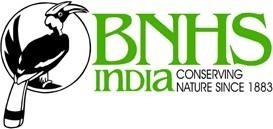 BNHS
INDIA CONSERVING
NATURE SINCE 1883